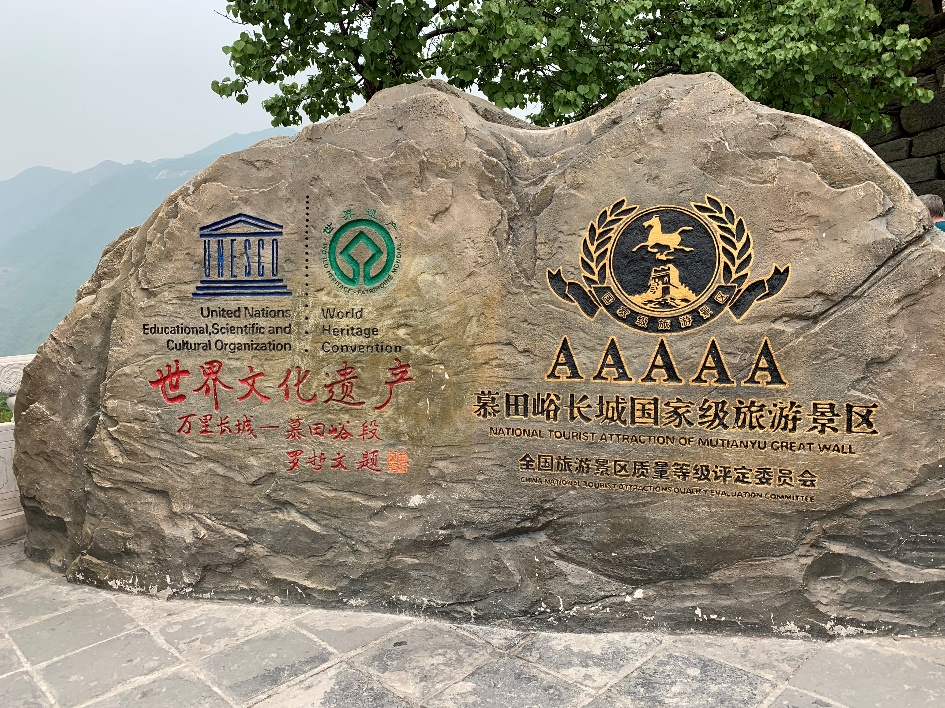 UNESCO
United Nations
Educational, Scientific and
Cultural Organization
世界遗产
World
Heritage
Convention
世界文化遗产
万里长城—慕田峪段
罗哲文题
国家级旅游景区
AAAAA
慕田峪长城国家级旅游景区
NATIONAL TOURIST ATTRACTION OF MUTIANYU GREAT WALL
全国旅游景区质量等级评定委员会
CHINA NATIONAL TOURIST ATTRACTIONS QUALITY EVALUATION COMMITTEE